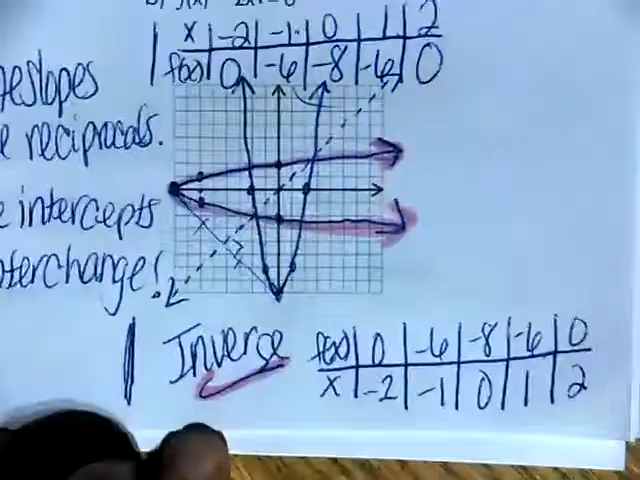 x | -2 | -1 | 0 | 1 | 2
f(x) | 0 | -6 | -8 | -6 | 0
slopes
reciprocals.
intercepts
interchange!
Inverse
f(x) | 0 | -6 | -8 | -6 | 0
x | -2 | -1 | 0 | 1 | 2